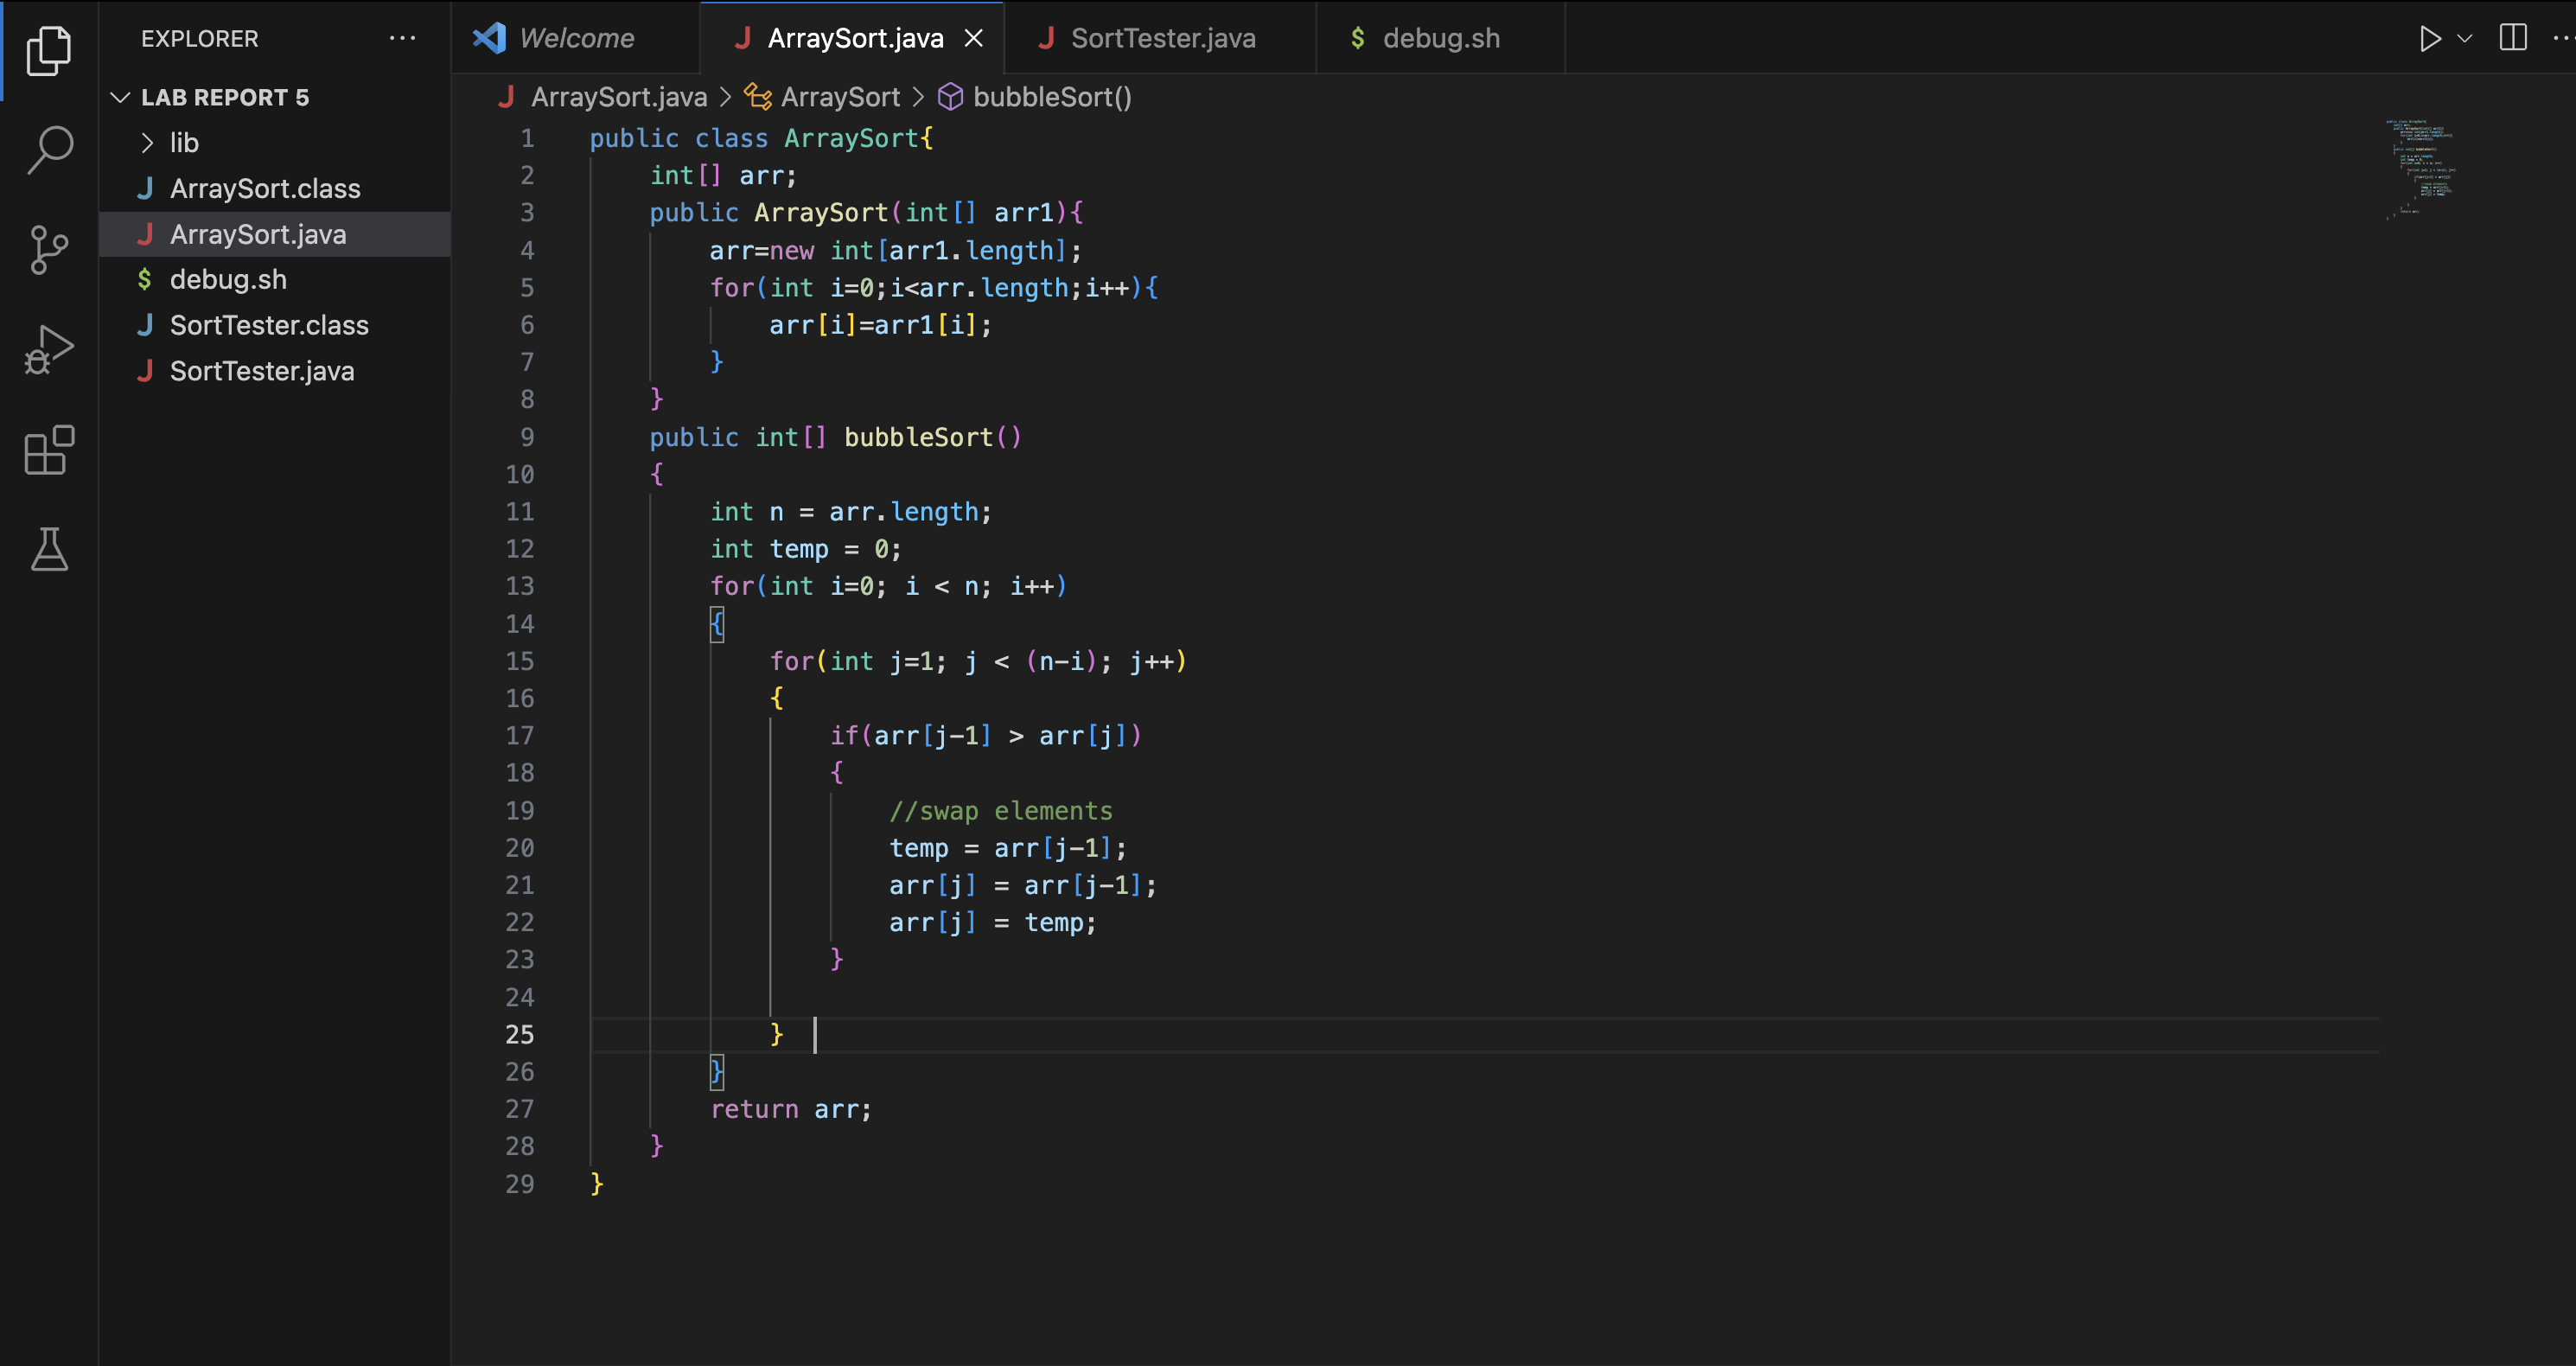 EXPLORER
LAB REPORT 5
lib
ArraySort.class
ArraySort.java
debug.sh
SortTester.class
SortTester.java
Welcome
ArraySort.java
SortTester.java
$ debug.sh
ArraySort.java > ArraySort > bubbleSort()
1 public class ArraySort{
2     int[] arr;
3     public ArraySort(int[] arr1){
4         arr=new int[arr1.length];
5         for(int i=0;i<arr.length;i++){
6             arr[i]=arr1[i];
7         }
8     }
9     public int[] bubbleSort()
10     {
11         int n = arr.length;
12         int temp = 0;
13         for(int i=0; i < n; i++)
14         {
15             for(int j=1; j < (n-i); j++)
16             {
17                 if(arr[j-1] > arr[j])
18                 {
19                     //swap elements
20                     temp = arr[j-1];
21                     arr[j] = arr[j-1];
22                     arr[j] = temp;
23                 }
24
25             }
26         }
27         return arr;
28     }
29 }